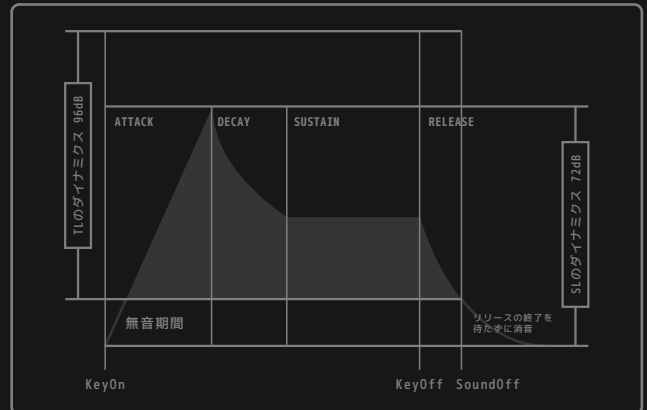 TLのダイナミクス 96dB
ATTACK
DECAY
SUSTAIN
RELEASE
SLのダイナミクス 72dB
無音期間
リリースの終了を
待たずに消音
KeyOn
KeyOff
SoundOff